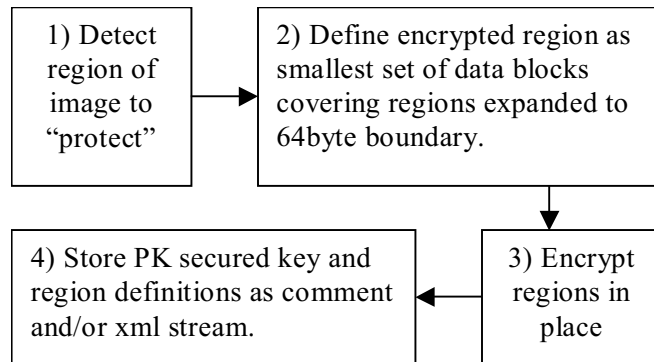 1) Detect
region of
image to
“protect”
2) Define encrypted region as
smallest set of data blocks
covering regions expanded to
64byte boundary.
3) Encrypt
regions in
place
4) Store PK secured key and
region definitions as comment
and/or xml stream.